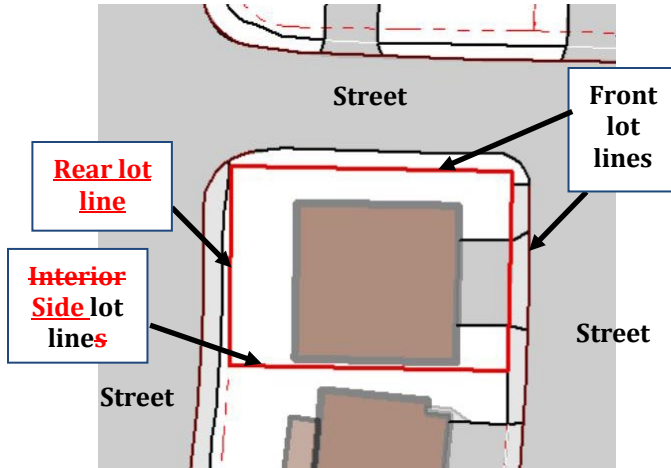 Street
Front
lot
lines
Rear lot
line
Interior
Side lot
lines
Street
Street